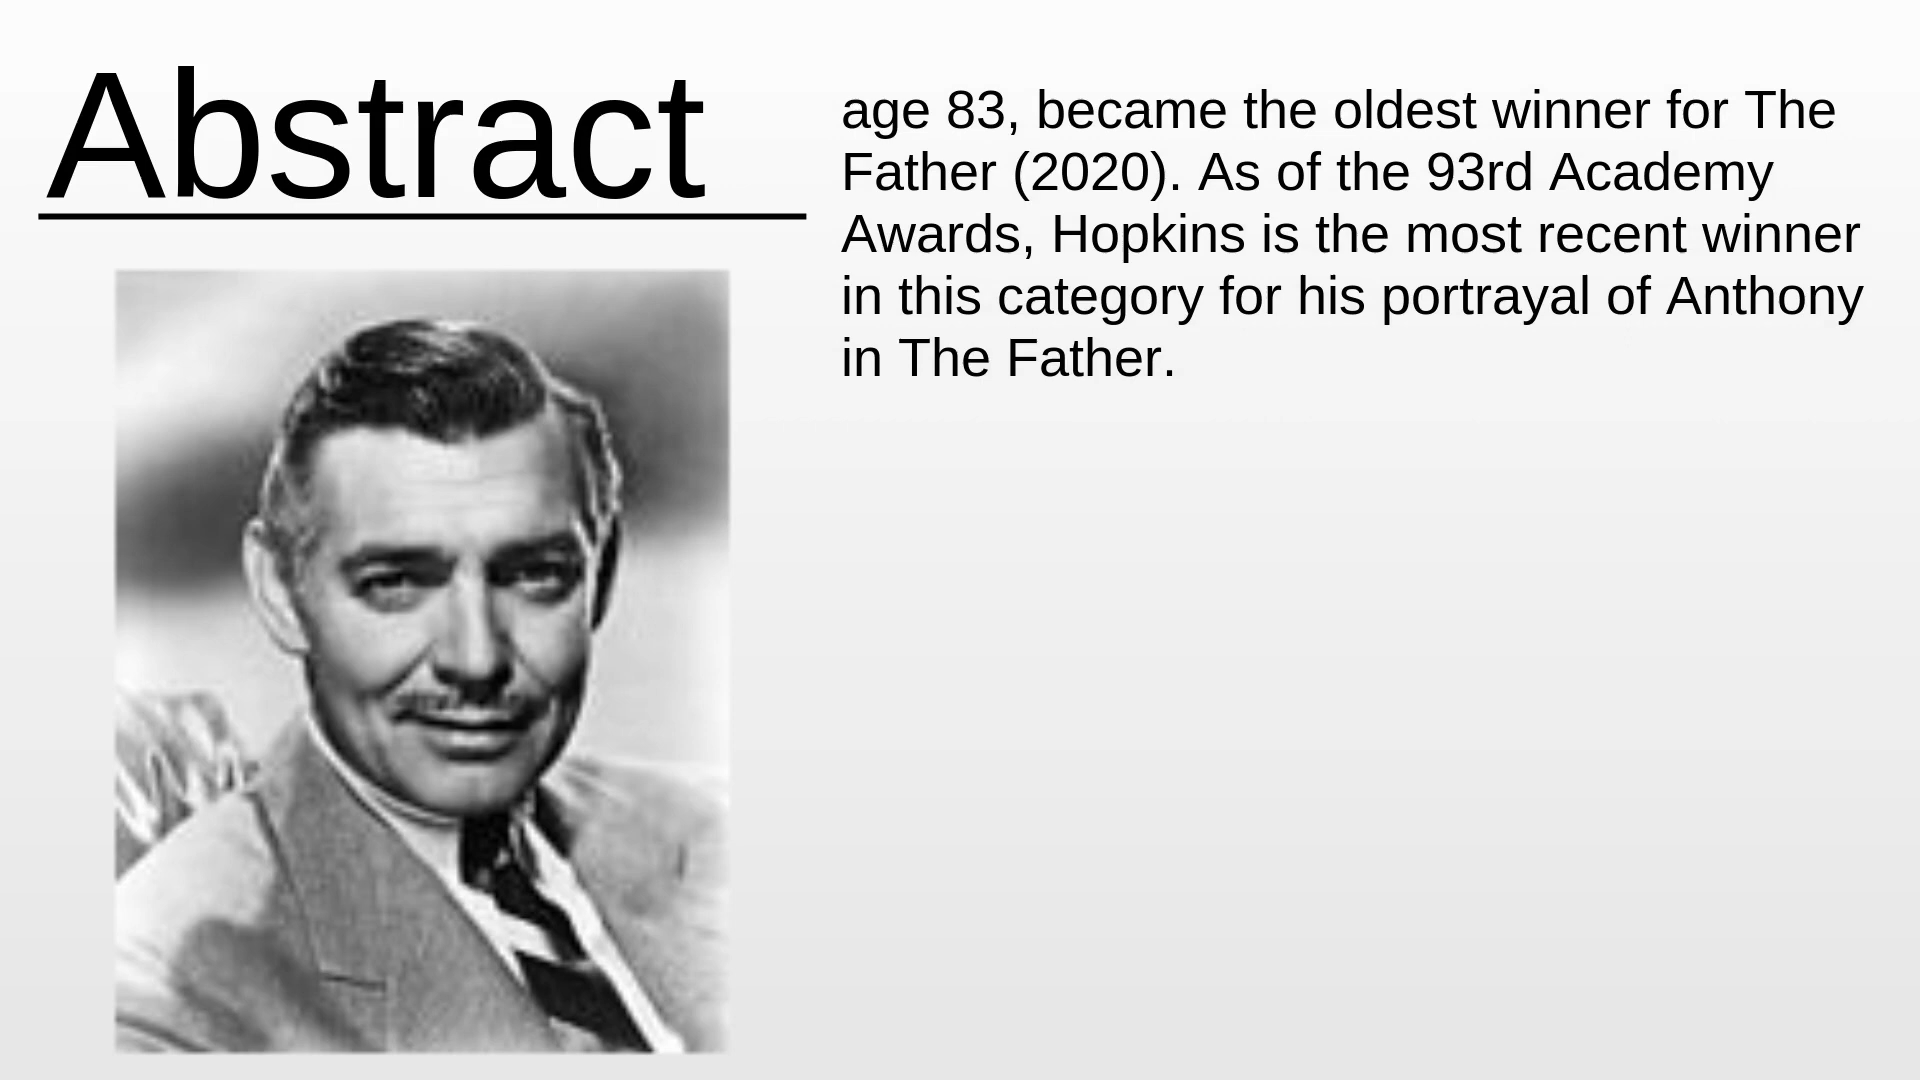 Abstract
age 83, became the oldest winner for The
Father (2020). As of the 93rd Academy
Awards, Hopkins is the most recent winner
in this category for his portrayal of Anthony
in The Father.